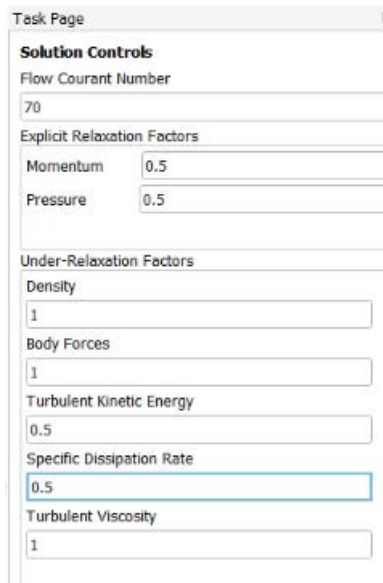 Task Page
Solution Controls
Flow Courant Number
70
Explicit Relaxation Factors
Momentum 0.5
Pressure 0.5
Under-Relaxation Factors
Density
1
Body Forces
1
Turbulent Kinetic Energy
0.5
Specific Dissipation Rate
0.5
Turbulent Viscosity
1